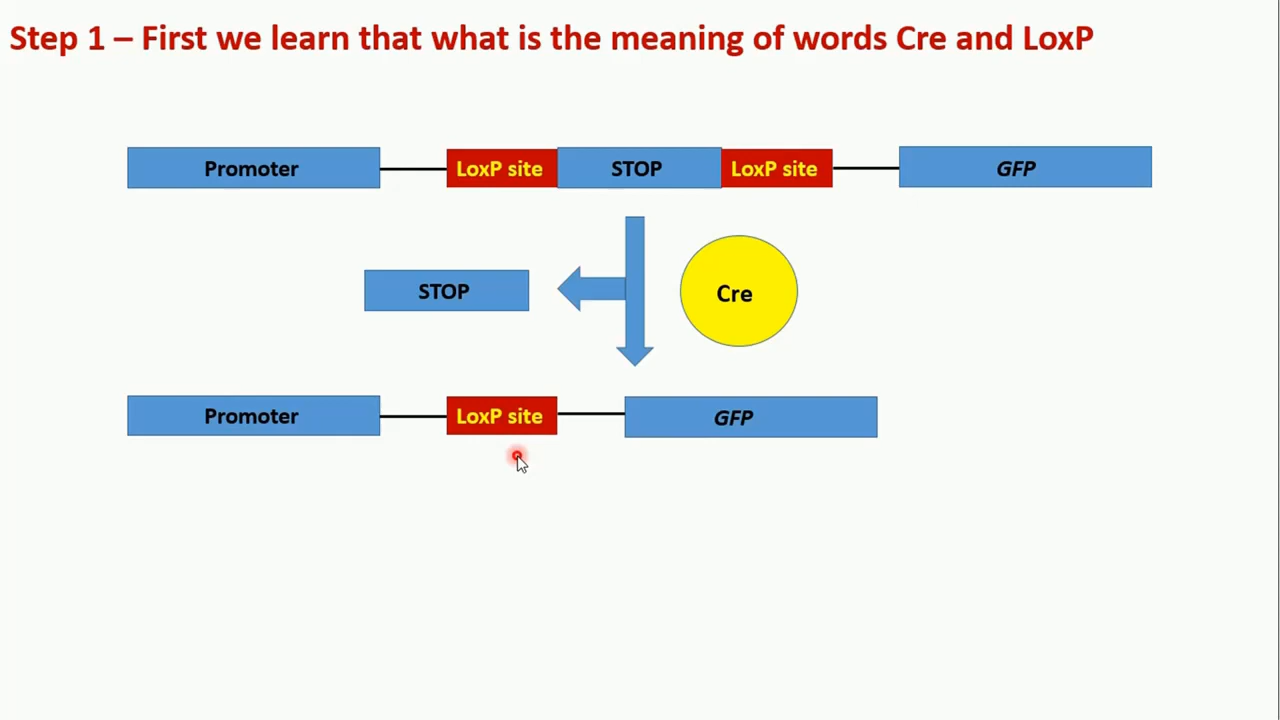 Step 1 – First we learn that what is the meaning of words Cre and LoxP
Promoter LoxP site STOP LoxP site GFP
STOP Cre
Promoter LoxP site GFP